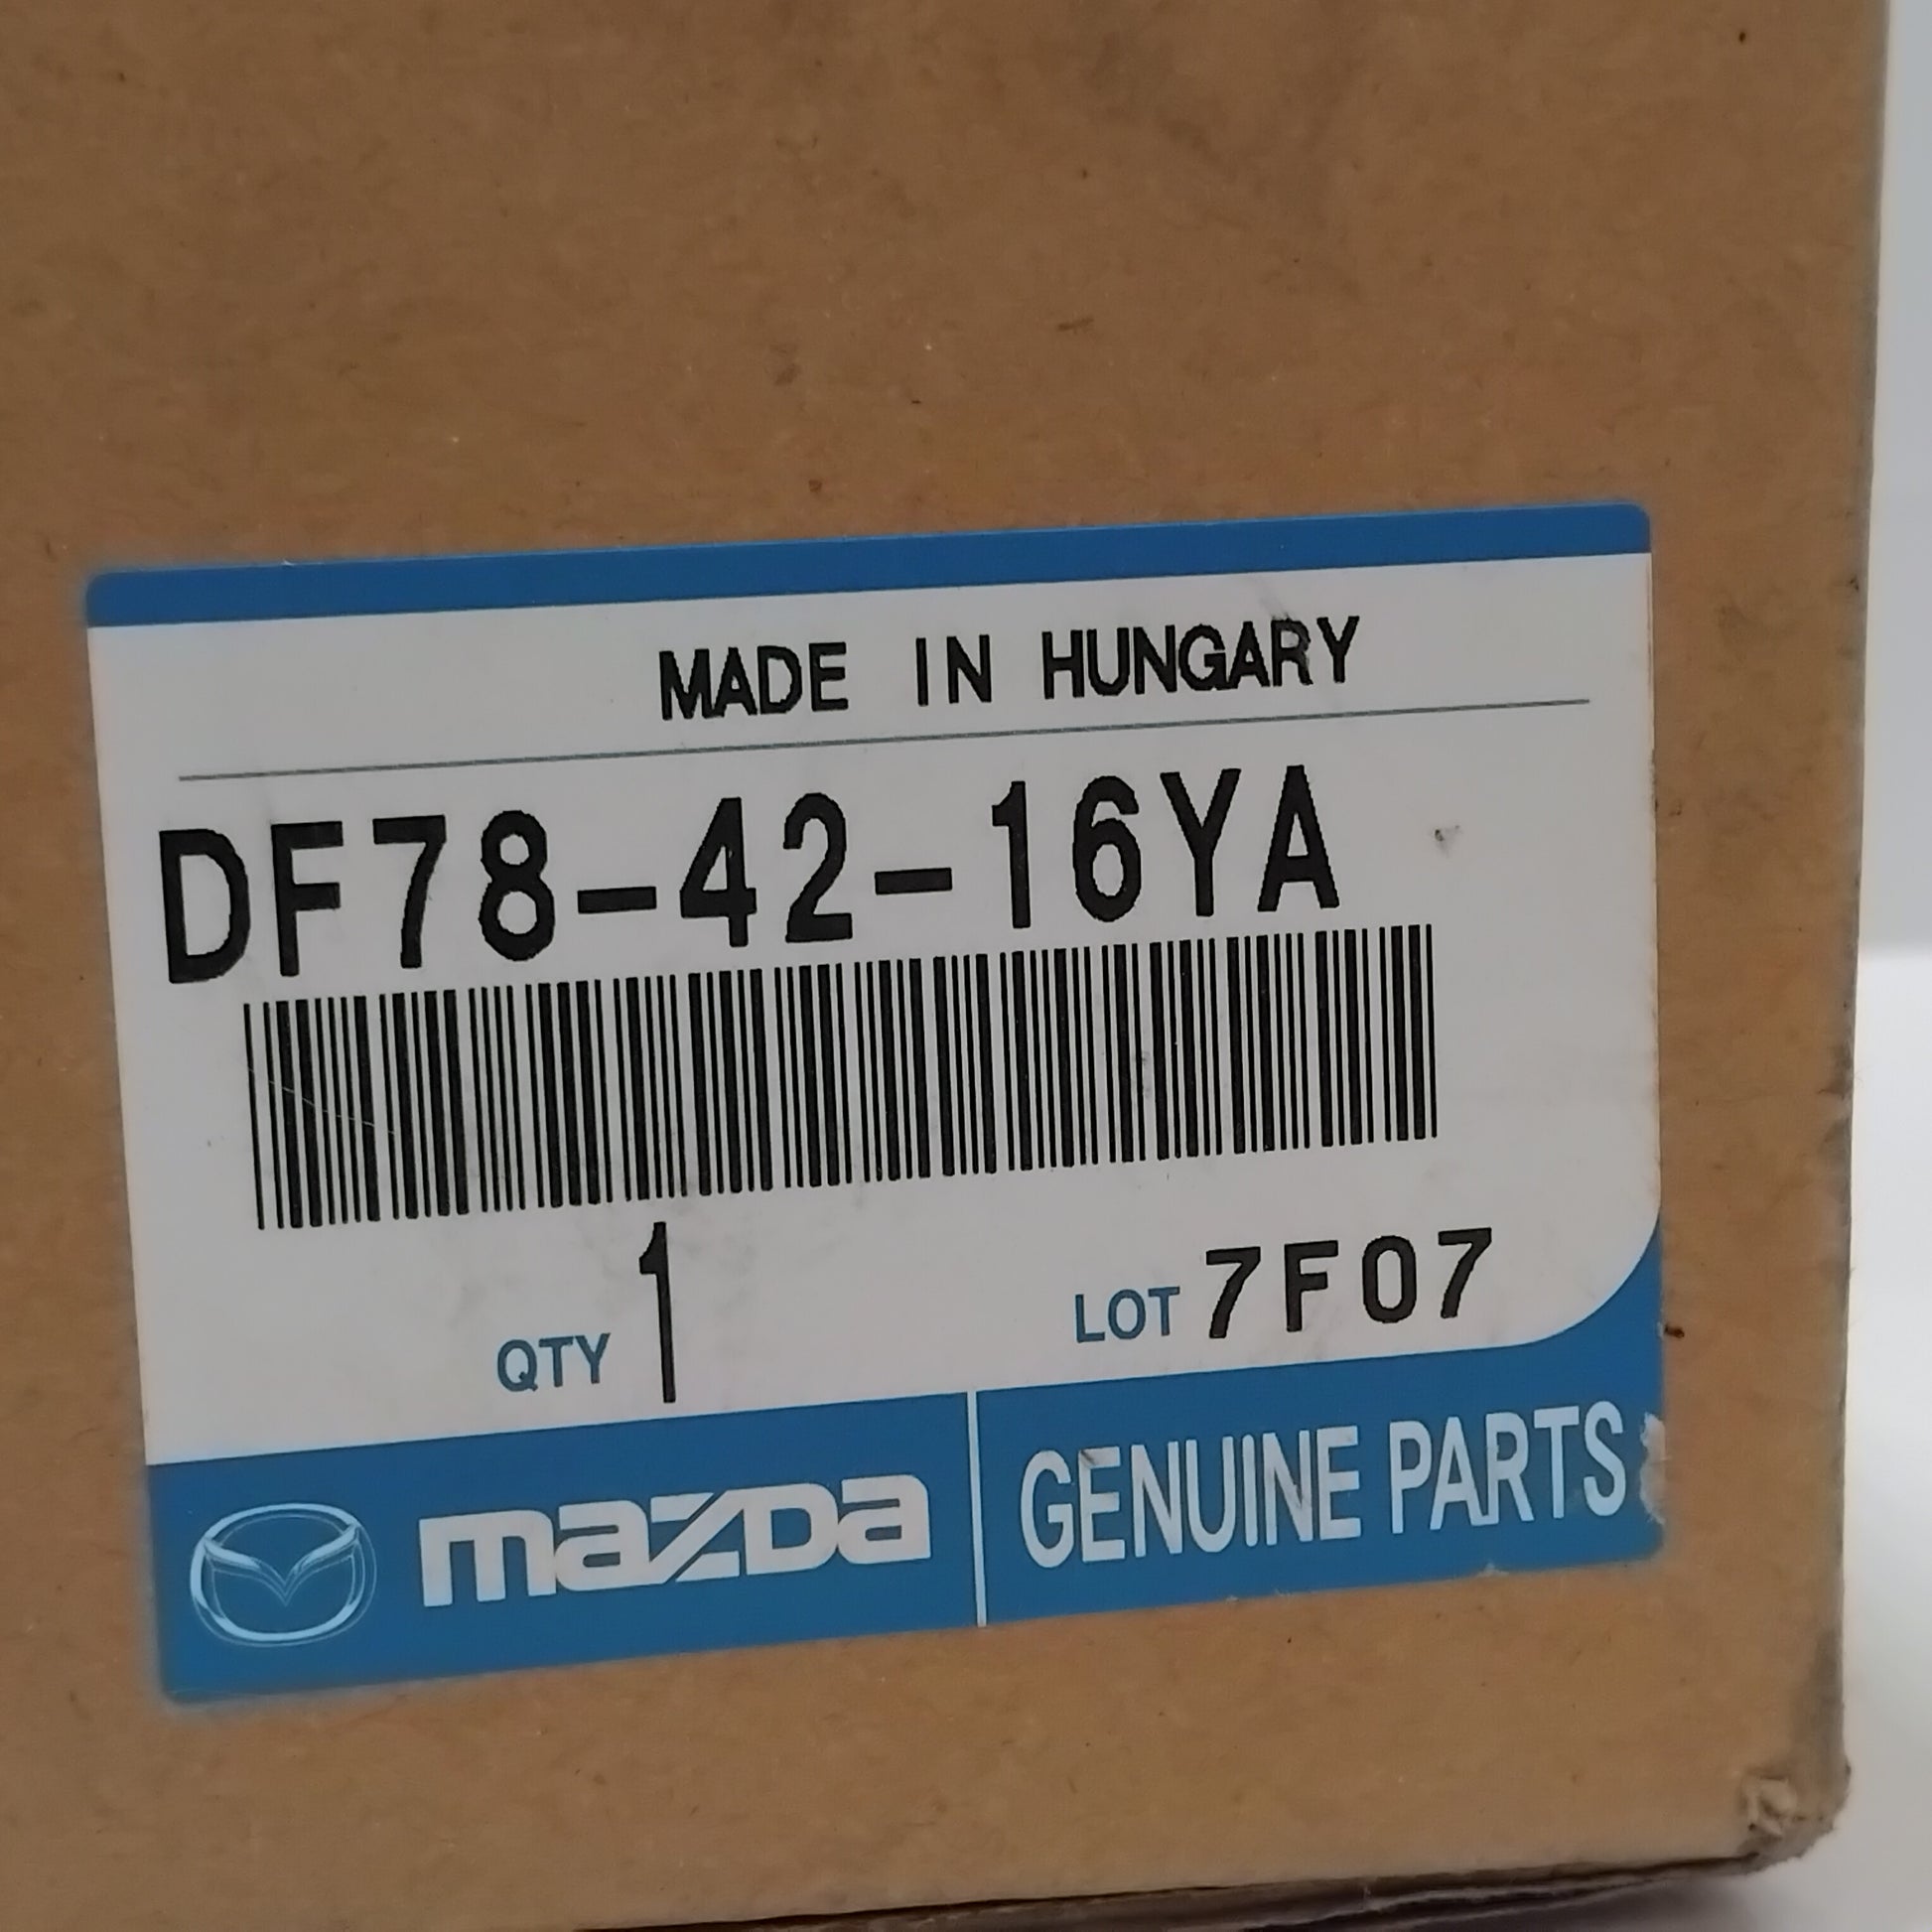 MADE IN HUNGARY
DF78-42-16YA
QTY 1 LOT 7F07
mazda GENUINE PARTS